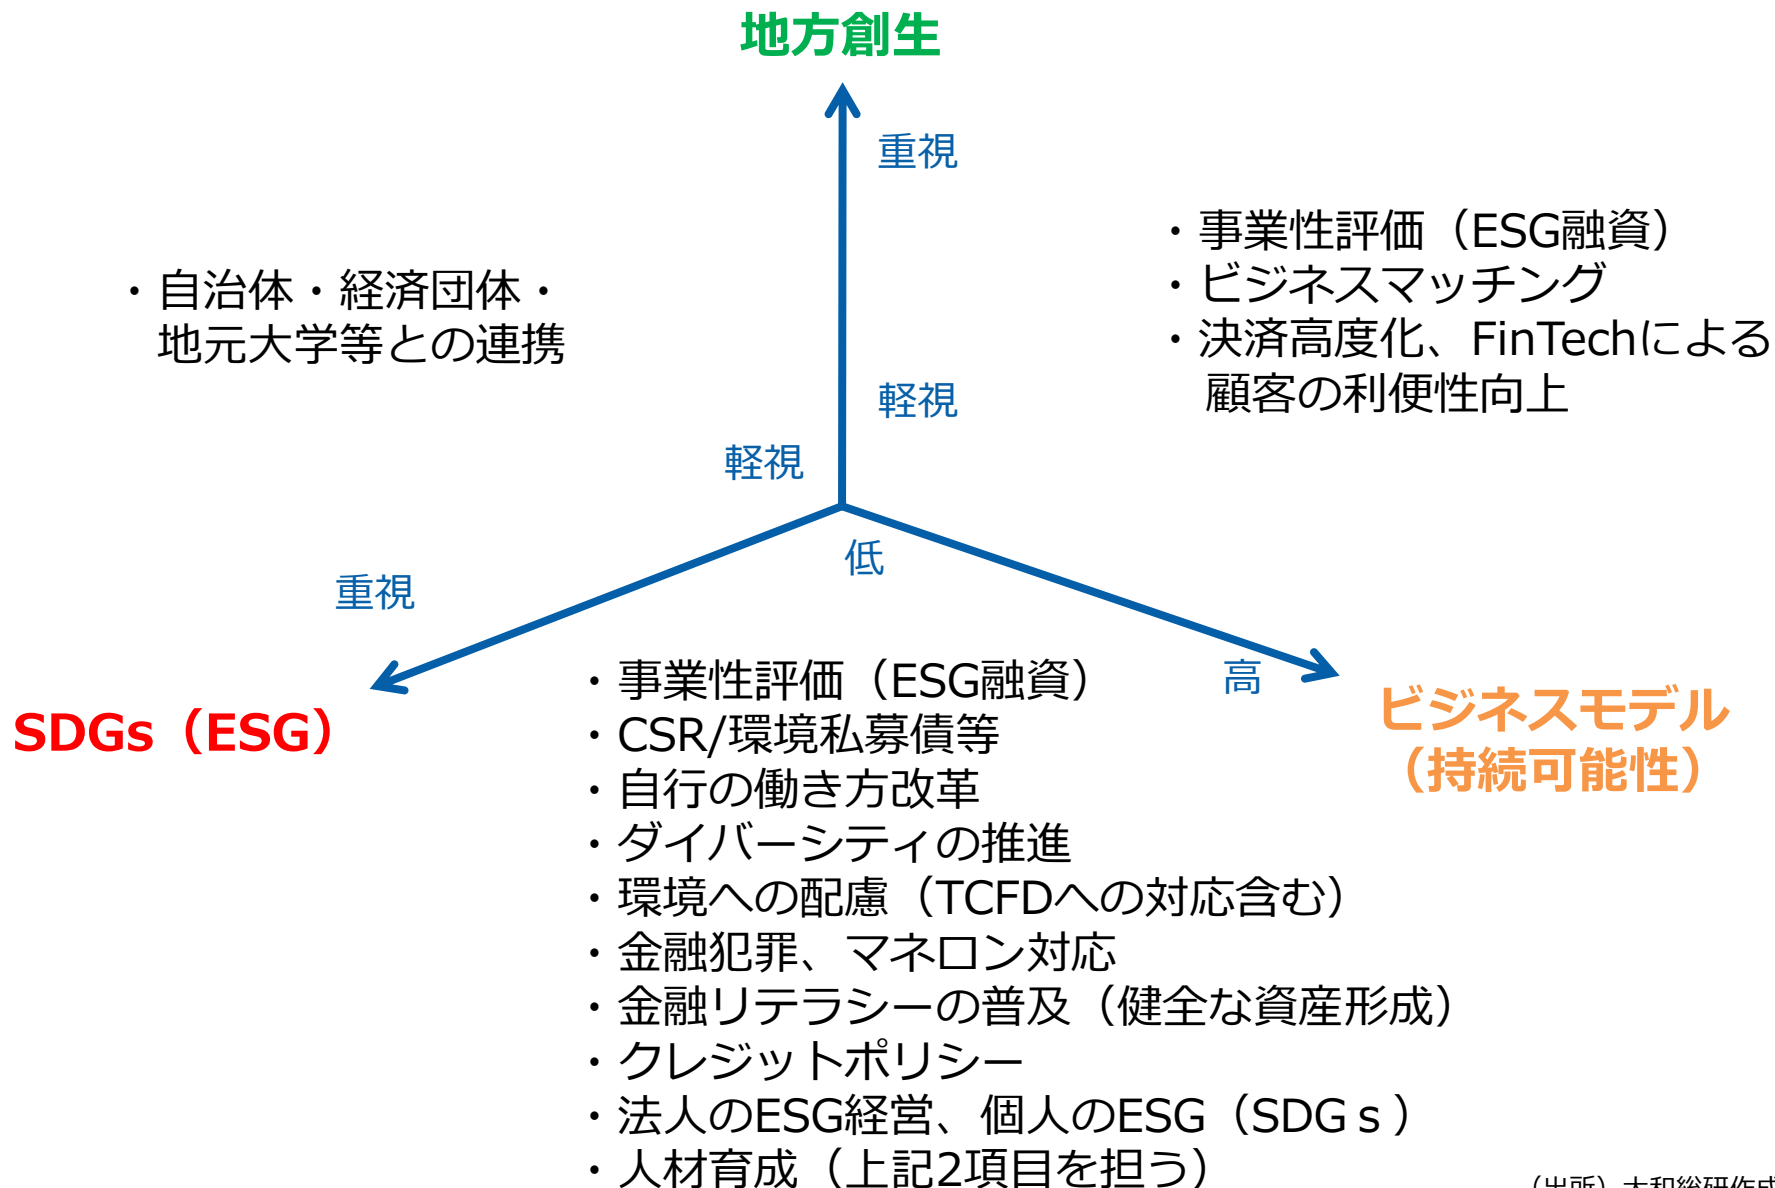 地方創生
重視
・事業性評価（ESG融資）
・ビジネスマッチング
・決済高度化、FinTechによる
顧客の利便性向上
・自治体・経済団体・
地元大学等との連携
軽視
軽視
低
重視
高
SDGs（ESG）
ビジネスモデル
（持続可能性）
・事業性評価（ESG融資）
・CSR/環境私募債等
・自行の働き方改革
・ダイバーシティの推進
・環境への配慮（TCFDへの対応含む）
・金融犯罪、マネロン対応
・金融リテラシーの普及（健全な資産形成）
・クレジットポリシー
・法人のESG経営、個人のESG（SDGｓ）
・人材育成（上記2項目を担う）
（出所）大和総研作成